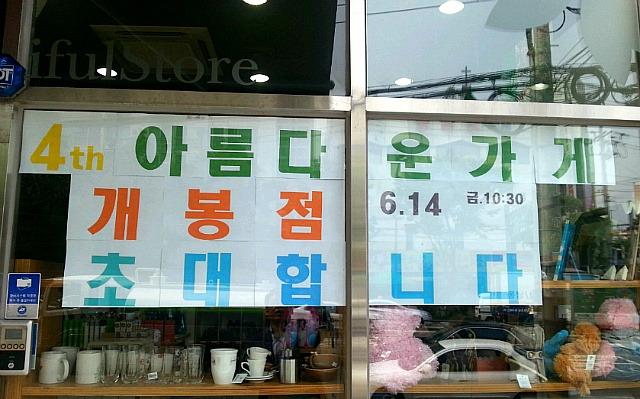 ifulStore
4th 아름다운가게
개봉점 6.14 금.10:30
초대합니다